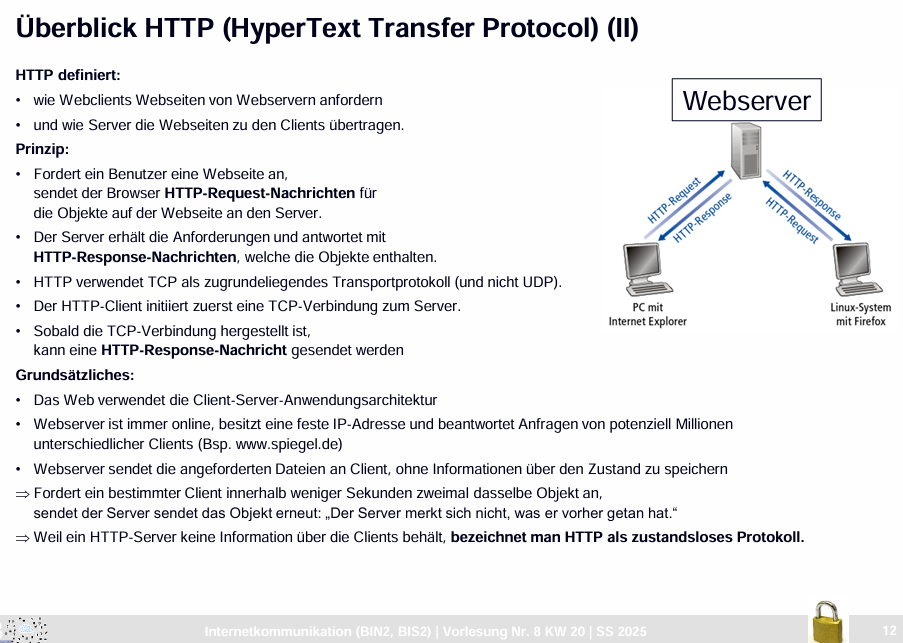 Überblick HTTP (HyperText Transfer Protocol) (II)
HTTP definiert:
• wie Webclients Webseiten von Webservern anfordern
• und wie Server die Webseiten zu den Clients übertragen.
Prinzip:
• Fordert ein Benutzer eine Webseite an,
sendet der Browser HTTP-Request-Nachrichten für
die Objekte auf der Webseite an den Server.
• Der Server erhält die Anforderungen und antwortet mit
HTTP-Response-Nachrichten, welche die Objekte enthalten.
• HTTP verwendet TCP als zugrundeliegendes Transportprotokoll (und nicht UDP).
• Der HTTP-Client initiiert zuerst eine TCP-Verbindung zum Server.
• Sobald die TCP-Verbindung hergestellt ist,
kann eine HTTP-Response-Nachricht gesendet werden
Webserver
HTTP-Request
HTTP-Response
HTTP-Response
HTTP-Request
PC mit
Internet Explorer
Linux-System
mit Firefox
Grundsätzliches:
• Das Web verwendet die Client-Server-Anwendungsarchitektur
• Webserver ist immer online, besitzt eine feste IP-Adresse und beantwortet Anfragen von potenziell Millionen
unterschiedlicher Clients (Bsp. www.spiegel.de)
• Webserver sendet die angeforderten Dateien an Client, ohne Informationen über den Zustand zu speichern
⇒ Fordert ein bestimmter Client innerhalb weniger Sekunden zweimal dasselbe Objekt an,
sendet der Server sendet das Objekt erneut: „Der Server merkt sich nicht, was er vorher getan hat.“
⇒ Weil ein HTTP-Server keine Information über die Clients behält, bezeichnet man HTTP als zustandsloses Protokoll.
Internetkommunikation (BIN2, BIS2) | Vorlesung Nr. 8 KW 20 | SS 2025
12